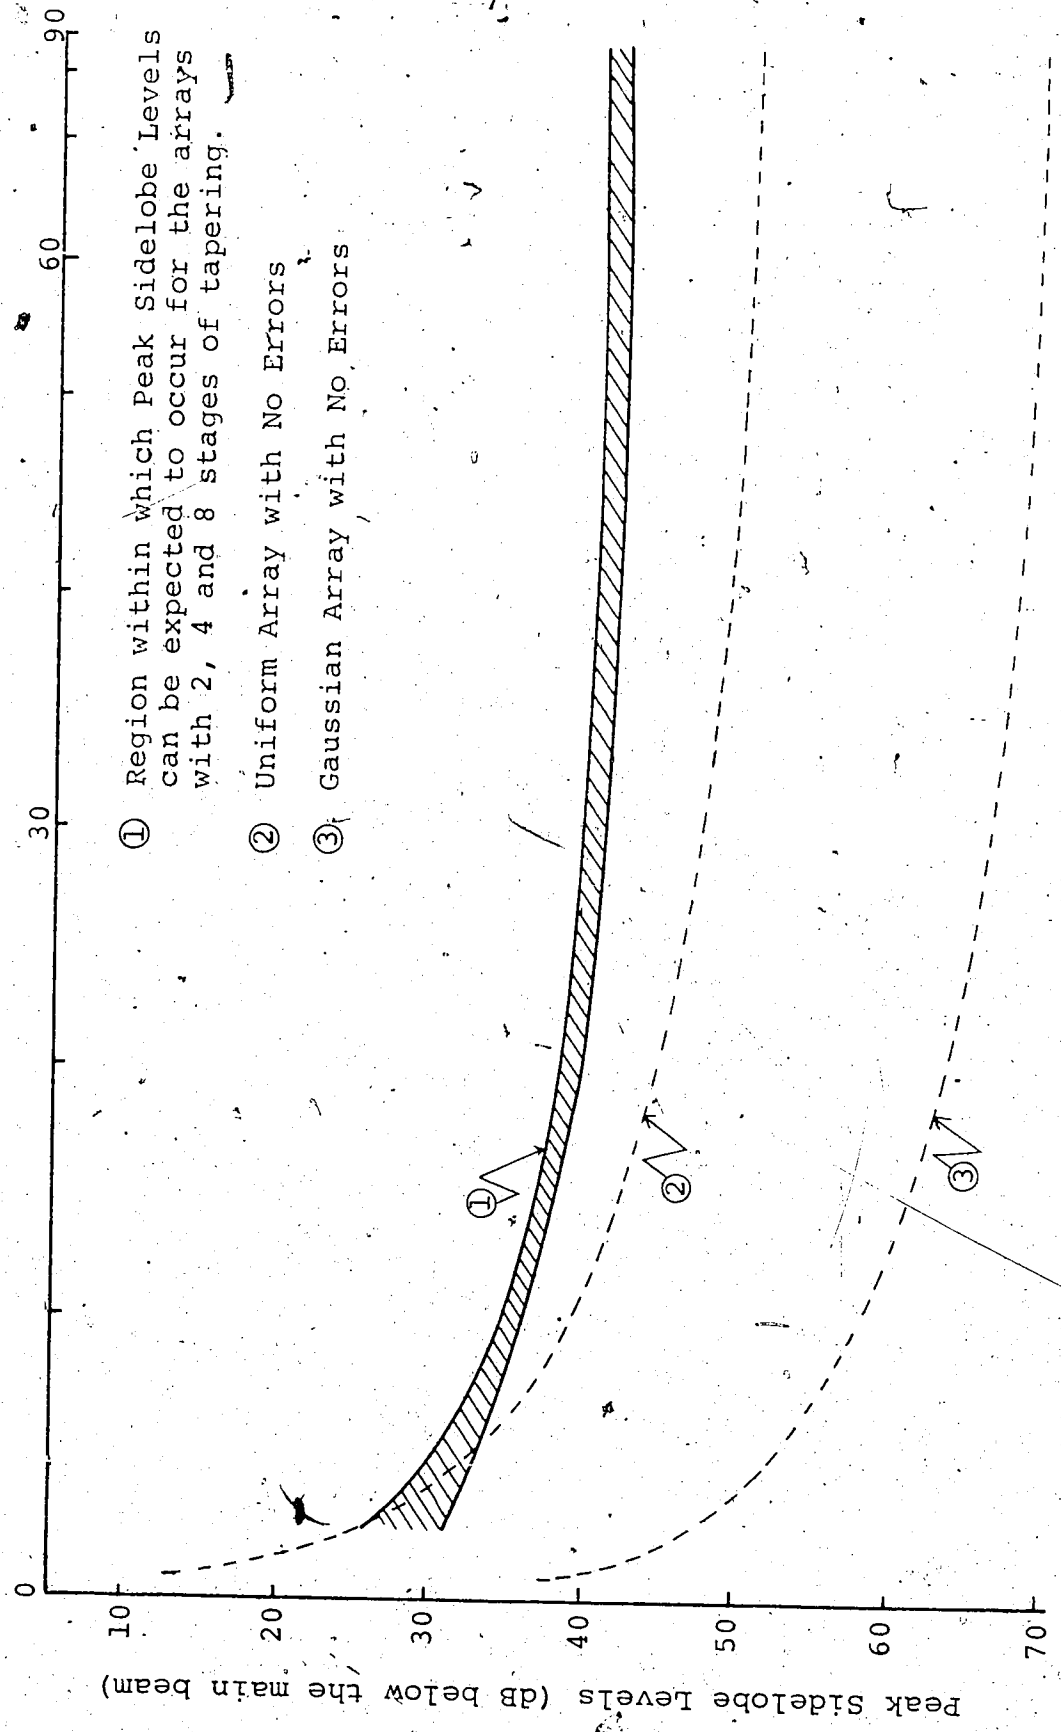 0
30
60
90
① Region within which Peak Sidelobe Levels
can be expected to occur for the arrays
with 2, 4 and 8 stages of tapering.
② Uniform Array with No Errors
③ Gaussian Array with No Errors
10
20
30
40
50
60
70
Peak Sidelobe Levels (dB below the main beam)
①
②
③